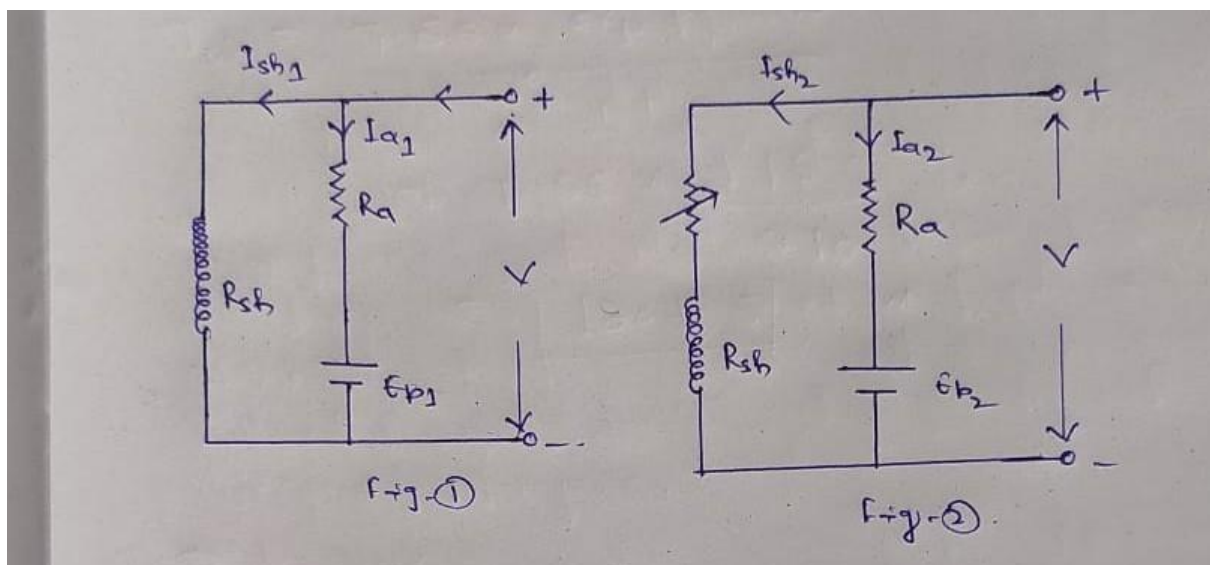 Ish1
+
Ia1
Ra
V
Rsh
Eb1
-
Fig-①
Ish2
+
Ia2
Ra
V
Rsh
Eb2
-
Fig-②.